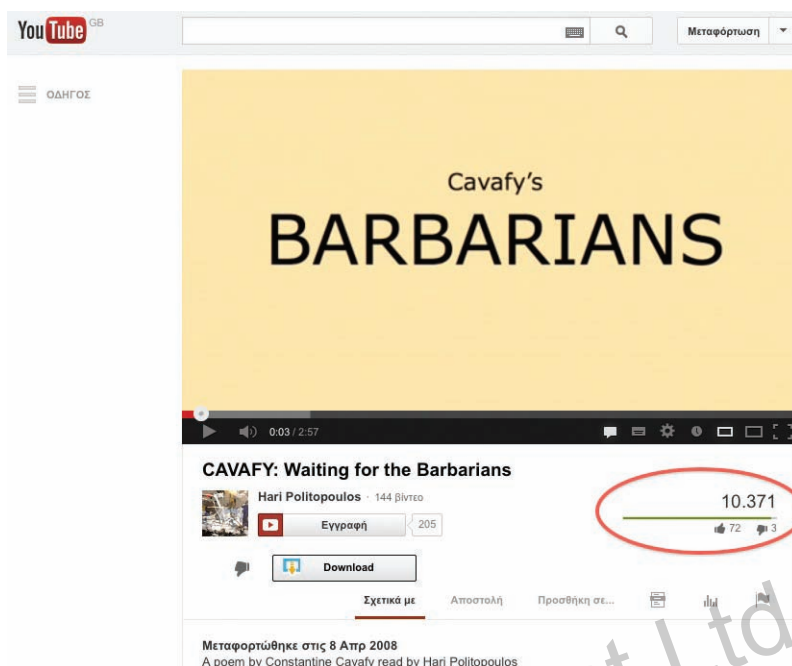 YouTube GB
Μεταφόρτωση
ΟΔΗΓΟΣ
Cavafy's
BARBARIANS
0:03 / 2:57
CAVAFY: Waiting for the Barbarians
Hari Politopoulos · 144 βίντεο
10.371
Εγγραφή 205
72 3
Download
Σχετικά με Αποστολή Προσθήκη σε...
Μεταφορτώθηκε στις 8 Απρ 2008
A poem by Constantine Cavafy read by Hari Politopoulos
t Ltd